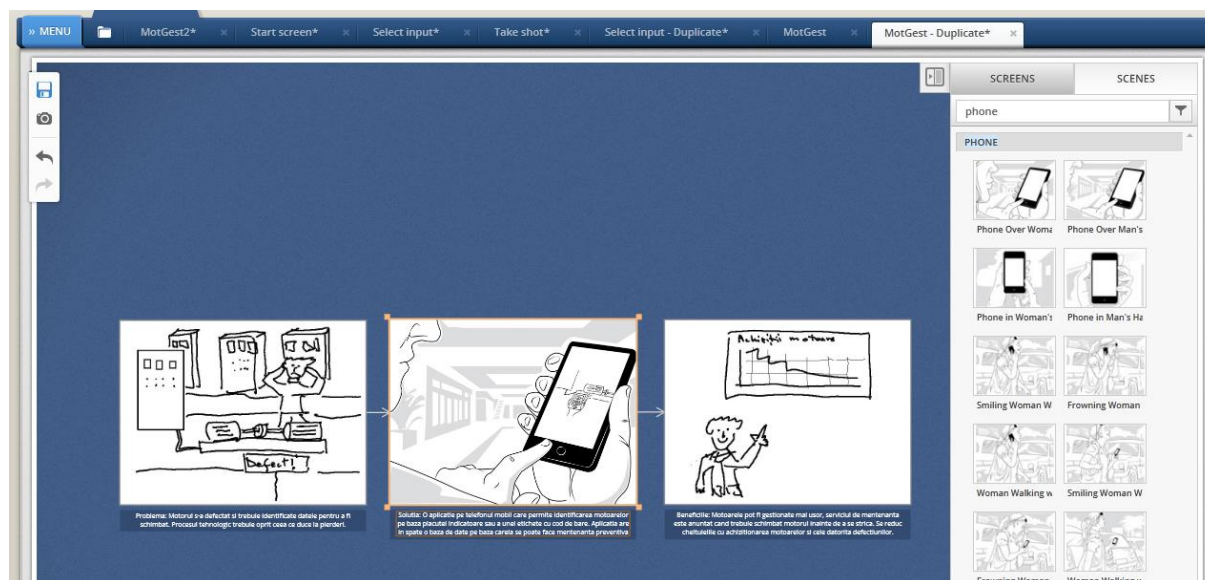 » MENU
MotGest2* ×
Start screen* ×
Select input* ×
Take shot* ×
Select input - Duplicate* ×
MotGest ×
MotGest - Duplicate* ×
SCREENS
SCENES
phone
PHONE
Phone Over Woma
Phone Over Man's
Phone in Woman's
Phone in Man's Ha
Smiling Woman W
Frowning Woman
Woman Walking w
Smiling Woman W
Frowning Woman
Woman Walking
Defect!
Problema: Motorul s-a defectat si trebuie identificate datele pentru a fi
schimbat. Procesul tehnologic trebuie oprit ceea ce duce la pierderi.
Solutia: O aplicatie pe telefonul mobil care permite identificarea motoarelor
pe baza placutei indicatoare sau a unei etichete cu cod de bare. Aplicatia are
in spate o baza de date pe baza careia se poate face mentenanta preventiva
Achiziții motoare
Beneficiile: Motoarele pot fi gestionate mai usor, serviciul de mentenanta
este anuntat cand trebuie schimbat motorul inainte de a se strica. Se reduc
cheltuielile cu achizitionarea motoarelor si cele datorita defectiunilor.